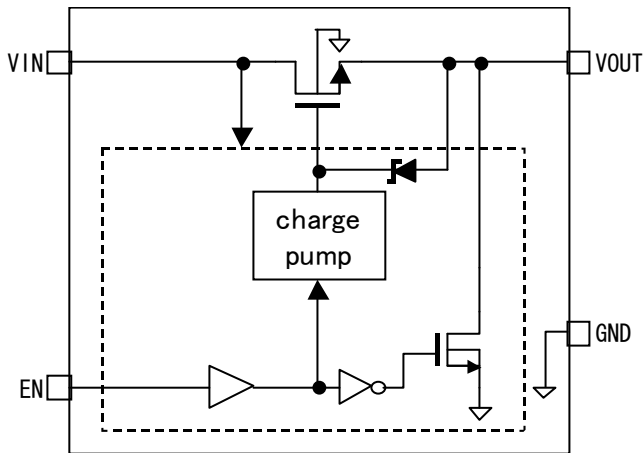 VIN
VOUT
charge
pump
GND
EN